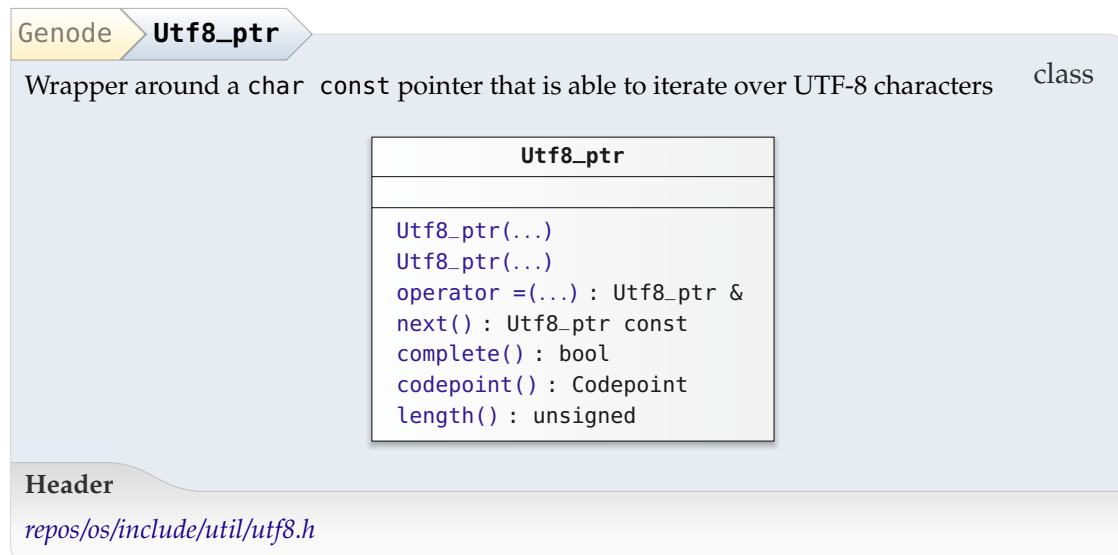 Genode Utf8_ptr
class
Wrapper around a char const pointer that is able to iterate over UTF-8 characters
Utf8_ptr
Utf8_ptr(...)
Utf8_ptr(...)
operator =(...) : Utf8_ptr &
next() : Utf8_ptr const
complete() : bool
codepoint() : Codepoint
length() : unsigned
Header
repos/os/include/util/utf8.h